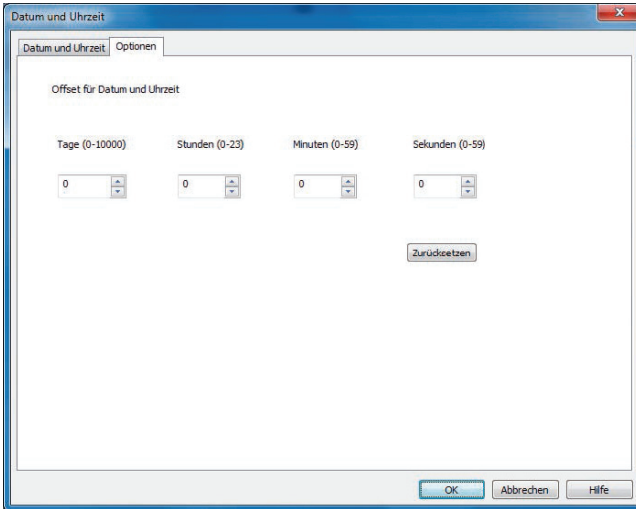 Datum und Uhrzeit
Datum und Uhrzeit Optionen
Offset für Datum und Uhrzeit
Tage (0-10000) Stunden (0-23) Minuten (0-59) Sekunden (0-59)
0 0 0 0
Zurücksetzen
OK Abbrechen Hilfe